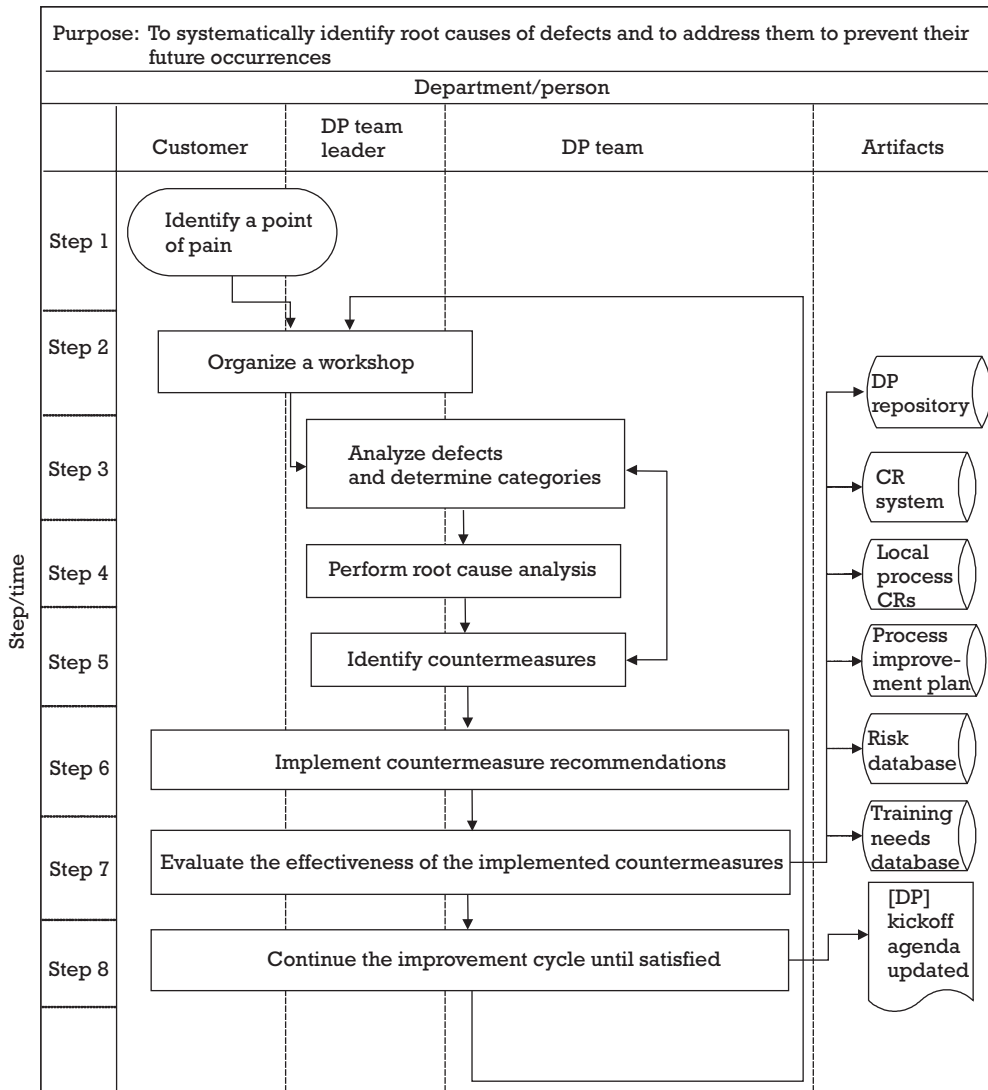 Purpose: To systematically identify root causes of defects and to address them to prevent their
future occurrences
Department/person
Customer
DP team
leader
DP team
Artifacts
Step/time
Step 1
Identify a point
of pain
Step 2
Organize a workshop
DP
repository
Step 3
Analyze defects
and determine categories
CR
system
Step 4
Perform root cause analysis
Local
process
CRs
Step 5
Identify countermeasures
Process
improve-
ment plan
Step 6
Implement countermeasure recommendations
Risk
database
Step 7
Evaluate the effectiveness of the implemented countermeasures
Training
needs
database
Step 8
Continue the improvement cycle until satisfied
[DP]
kickoff
agenda
updated